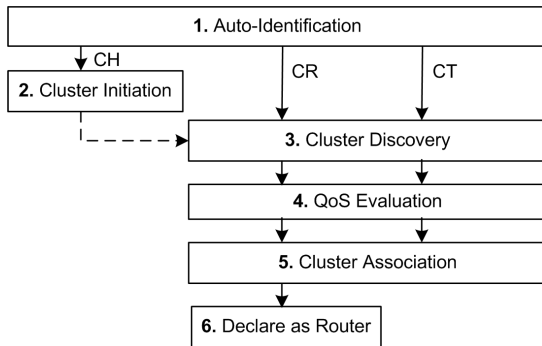 1. Auto-Identification
CH
CR
CT
2. Cluster Initiation
3. Cluster Discovery
4. QoS Evaluation
5. Cluster Association
6. Declare as Router